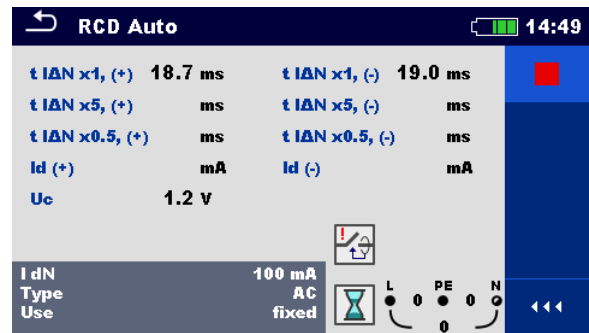 RCD Auto 14:49
t IΔN x1, (+) 18.7 ms t IΔN x1, (-) 19.0 ms
t IΔN x5, (+) ms t IΔN x5, (-) ms
t IΔN x0.5, (+) ms t IΔN x0.5, (-) ms
Id (+) mA Id (-) mA
Uc 1.2 V
I dN 100 mA
Type AC
Use fixed
L PE N
0 0
0